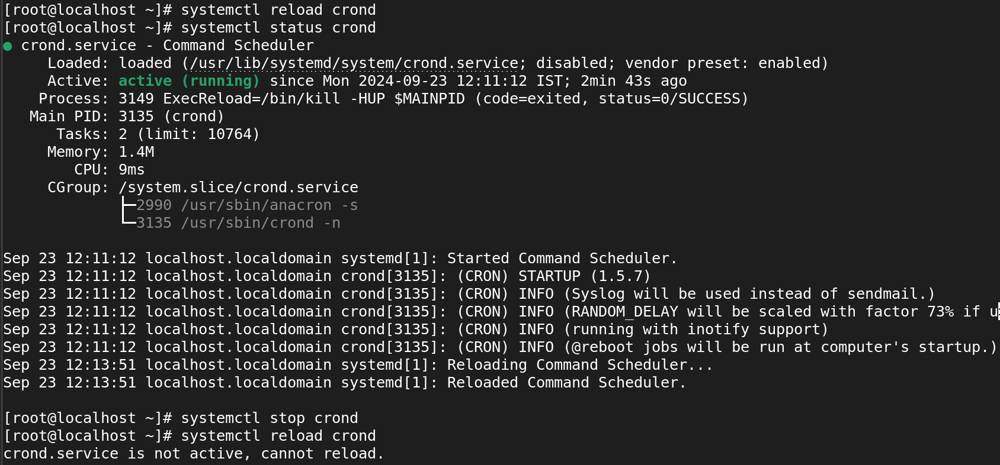 [root@localhost ~]# systemctl reload crond
[root@localhost ~]# systemctl status crond
● crond.service - Command Scheduler
     Loaded: loaded (/usr/lib/systemd/system/crond.service; disabled; vendor preset: enabled)
     Active: active (running) since Mon 2024-09-23 12:11:12 IST; 2min 43s ago
    Process: 3149 ExecReload=/bin/kill -HUP $MAINPID (code=exited, status=0/SUCCESS)
   Main PID: 3135 (crond)
      Tasks: 2 (limit: 10764)
     Memory: 1.4M
        CPU: 9ms
     CGroup: /system.slice/crond.service
             ├─2990 /usr/sbin/anacron -s
             └─3135 /usr/sbin/crond -n

Sep 23 12:11:12 localhost.localdomain systemd[1]: Started Command Scheduler.
Sep 23 12:11:12 localhost.localdomain crond[3135]: (CRON) STARTUP (1.5.7)
Sep 23 12:11:12 localhost.localdomain crond[3135]: (CRON) INFO (Syslog will be used instead of sendmail.)
Sep 23 12:11:12 localhost.localdomain crond[3135]: (CRON) INFO (RANDOM_DELAY will be scaled with factor 73% if u
Sep 23 12:11:12 localhost.localdomain crond[3135]: (CRON) INFO (running with inotify support)
Sep 23 12:11:12 localhost.localdomain crond[3135]: (CRON) INFO (@reboot jobs will be run at computer's startup.)
Sep 23 12:13:51 localhost.localdomain systemd[1]: Reloading Command Scheduler...
Sep 23 12:13:51 localhost.localdomain systemd[1]: Reloaded Command Scheduler.

[root@localhost ~]# systemctl stop crond
[root@localhost ~]# systemctl reload crond
crond.service is not active, cannot reload.